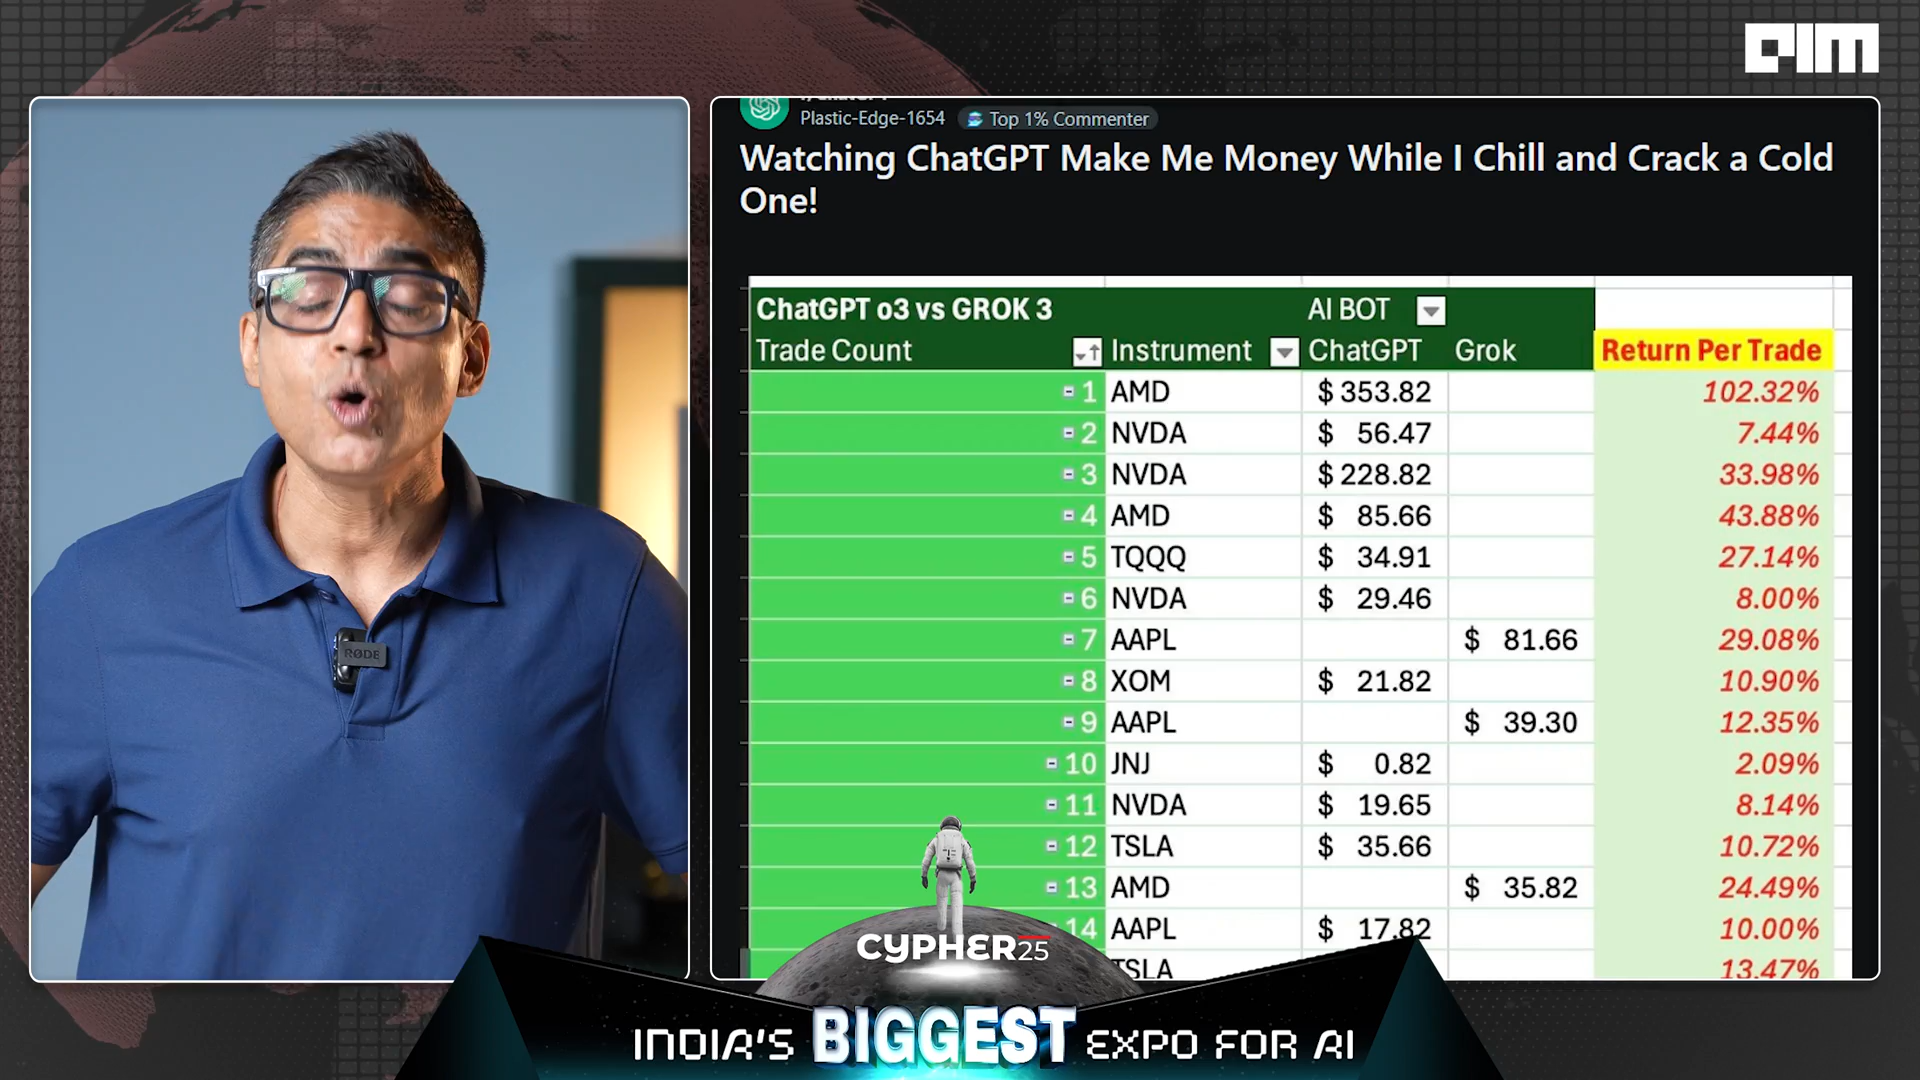 AIM
Plastic-Edge-1654 Top 1% Commenter
Watching ChatGPT Make Me Money While I Chill and Crack a Cold
One!
ChatGPT o3 vs GROK 3 AI BOT
Trade Count Instrument ChatGPT Grok Return Per Trade
1 AMD $ 353.82 102.32%
2 NVDA $ 56.47 7.44%
3 NVDA $ 228.82 33.98%
4 AMD $ 85.66 43.88%
5 TQQQ $ 34.91 27.14%
6 NVDA $ 29.46 8.00%
7 AAPL $ 81.66 29.08%
8 XOM $ 21.82 10.90%
9 AAPL $ 39.30 12.35%
10 JNJ $ 0.82 2.09%
11 NVDA $ 19.65 8.14%
12 TSLA $ 35.66 10.72%
13 AMD $ 35.82 24.49%
14 AAPL $ 17.82 10.00%
TSLA 13.47%
RØDE
CYPHER 25
INDIA'S BIGGEST EXPO FOR AI